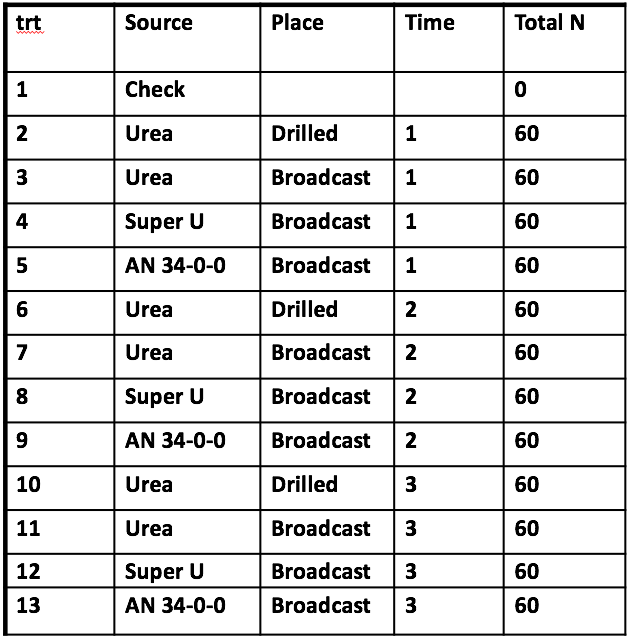 trt Source Place Time Total N
1 Check 0
2 Urea Drilled 1 60
3 Urea Broadcast 1 60
4 Super U Broadcast 1 60
5 AN 34-0-0 Broadcast 1 60
6 Urea Drilled 2 60
7 Urea Broadcast 2 60
8 Super U Broadcast 2 60
9 AN 34-0-0 Broadcast 2 60
10 Urea Drilled 3 60
11 Urea Broadcast 3 60
12 Super U Broadcast 3 60
13 AN 34-0-0 Broadcast 3 60